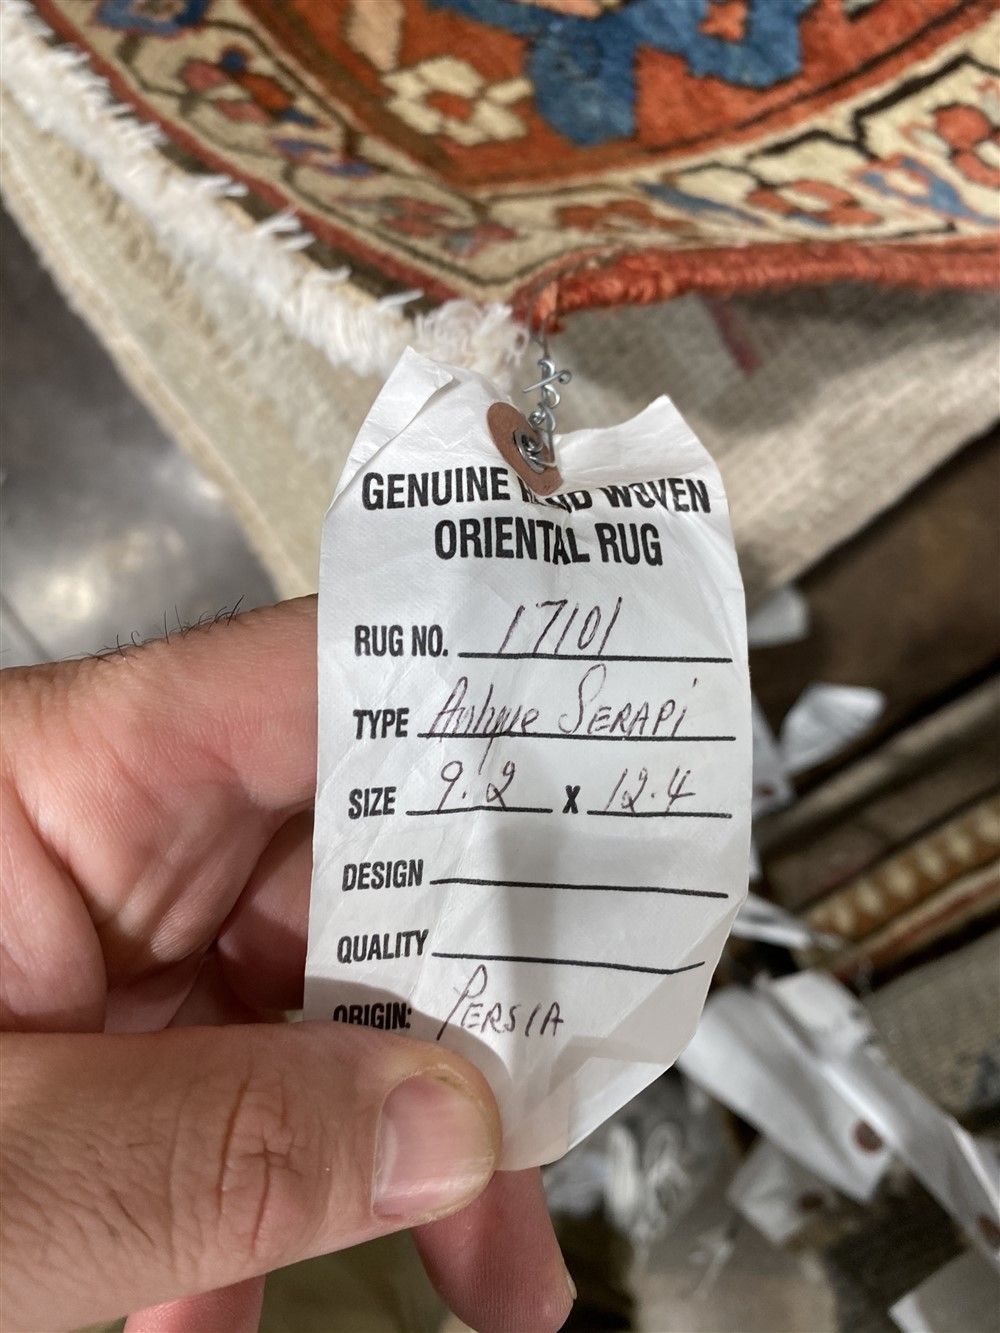 GENUINE HAND WOVEN
ORIENTAL RUG
RUG NO. 17101
TYPE Antique SERAPi
SIZE 9.2 X 12.4
DESIGN
QUALITY
ORIGIN: PERSIA